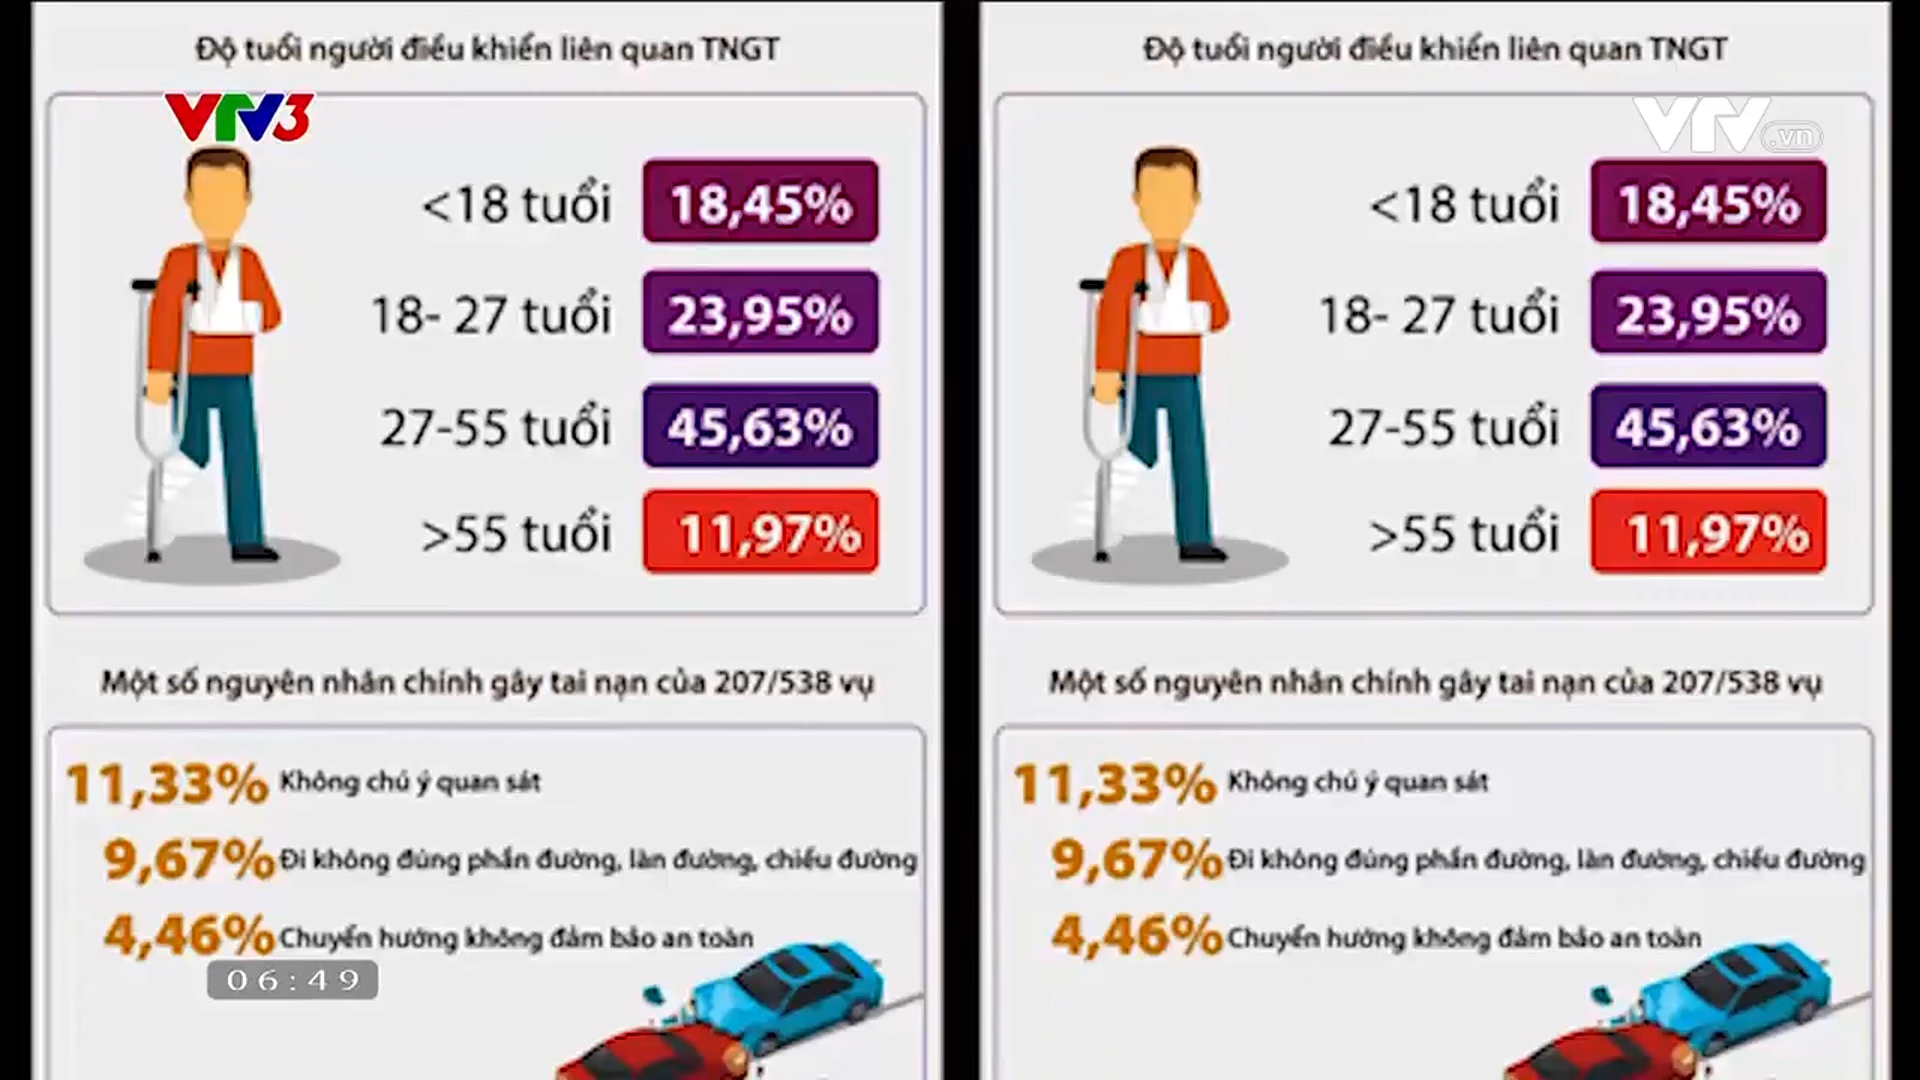 Độ tuổi người điều khiển liên quan TNGT
VTV3
<18 tuổi 18,45%
18- 27 tuổi 23,95%
27-55 tuổi 45,63%
>55 tuổi 11,97%
Một số nguyên nhân chính gây tai nạn của 207/538 vụ
11,33% Không chú ý quan sát
9,67% Đi không đúng phần đường, làn đường, chiều đường
4,46% Chuyển hướng không đảm bảo an toàn
06:49
Độ tuổi người điều khiển liên quan TNGT
VTV.vn
<18 tuổi 18,45%
18- 27 tuổi 23,95%
27-55 tuổi 45,63%
>55 tuổi 11,97%
Một số nguyên nhân chính gây tai nạn của 207/538 vụ
11,33% Không chú ý quan sát
9,67% Đi không đúng phần đường, làn đường, chiều đường
4,46% Chuyển hướng không đảm bảo an toàn